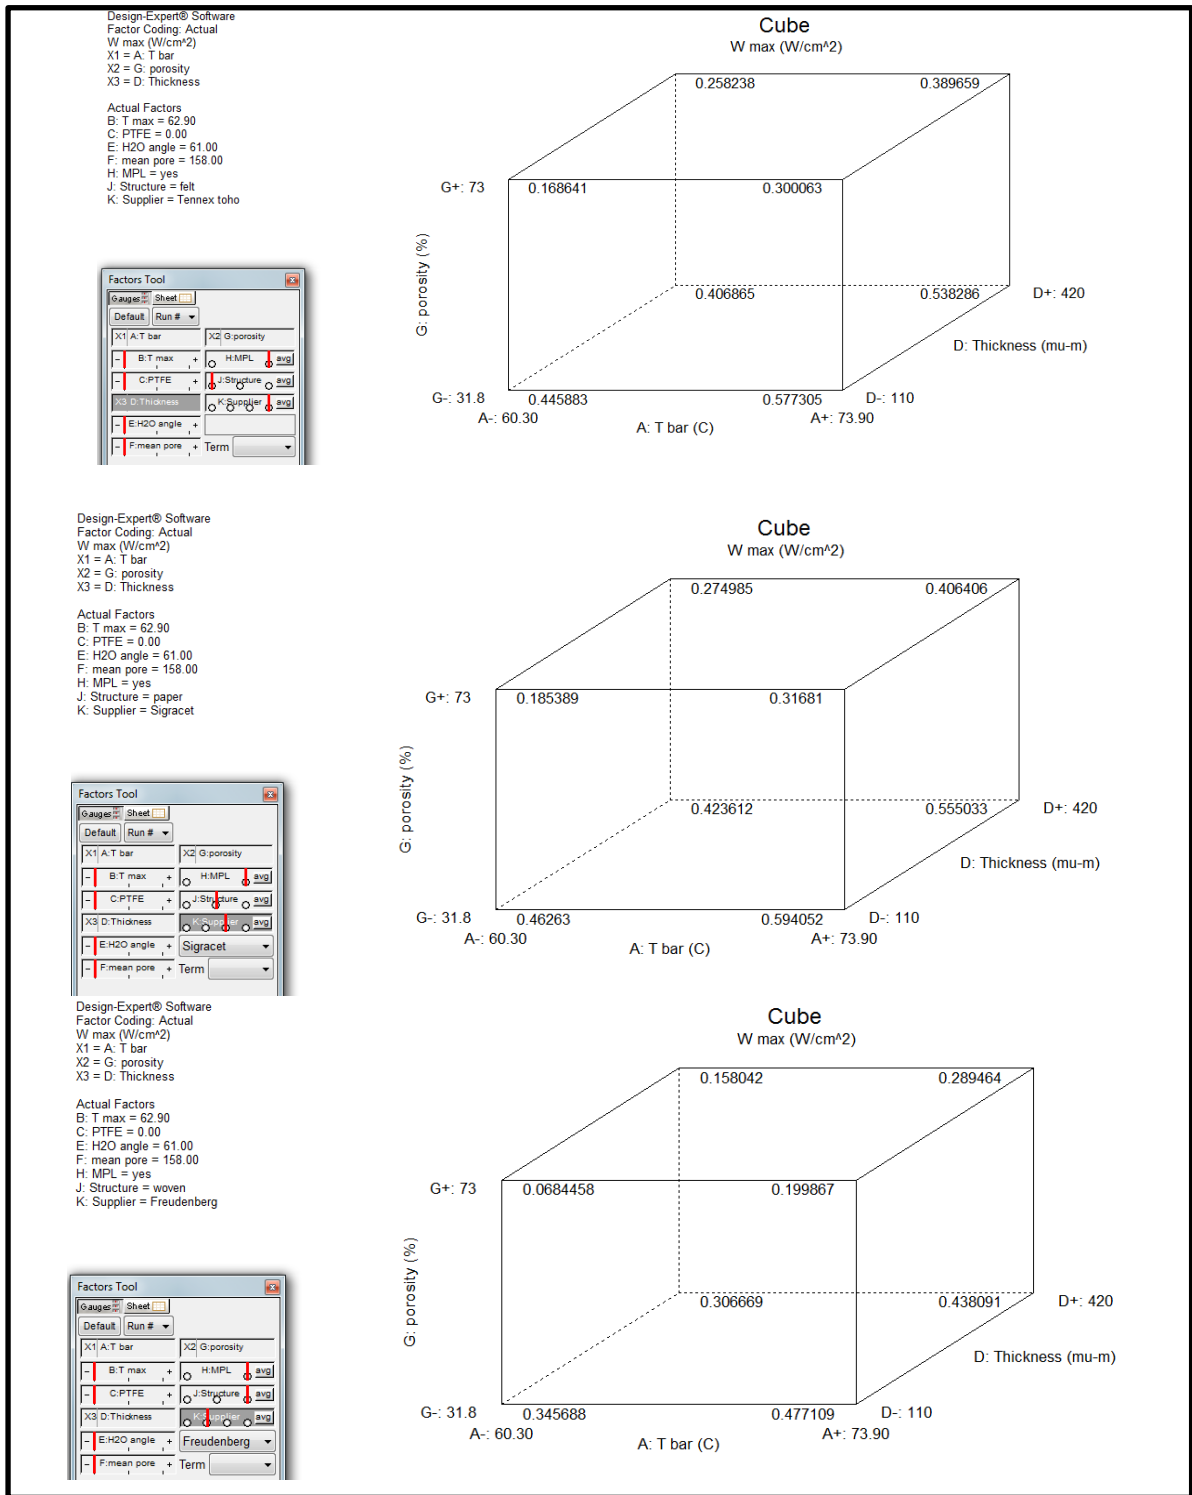 Design-Expert® Software
Factor Coding: Actual
W max (W/cm^2)
X1 = A: T bar
X2 = G: porosity
X3 = D: Thickness
Actual Factors
B: T max = 62.90
C: PTFE = 0.00
E: H2O angle = 61.00
F: mean pore = 158.00
H: MPL = yes
J: Structure = felt
K: Supplier = Tennex toho
Factors Tool
Gauges Sheet
Default Run #
X1 A:T bar X2 G:porosity
- B:T max + H:MPL avg
- C:PTFE + J:Structure avg
X3 D:Thickness K:Supplier avg
- E:H2O angle +
- F:mean pore + Term
Cube
W max (W/cm^2)
0.258238 0.389659
G+: 73 0.168641 0.300063
G: porosity (%)
0.406865 0.538286 D+: 420
D: Thickness (mu-m)
G-: 31.8 0.445883 0.577305 D-: 110
A-: 60.30 A+: 73.90
A: T bar (C)
Design-Expert® Software
Factor Coding: Actual
W max (W/cm^2)
X1 = A: T bar
X2 = G: porosity
X3 = D: Thickness
Actual Factors
B: T max = 62.90
C: PTFE = 0.00
E: H2O angle = 61.00
F: mean pore = 158.00
H: MPL = yes
J: Structure = paper
K: Supplier = Sigracet
Factors Tool
Gauges Sheet
Default Run #
X1 A:T bar X2 G:porosity
- B:T max + H:MPL avg
- C:PTFE + J:Structure avg
X3 D:Thickness K:Supplier avg
- E:H2O angle + Sigracet
- F:mean pore + Term
Cube
W max (W/cm^2)
0.274985 0.406406
G+: 73 0.185389 0.31681
G: porosity (%)
0.423612 0.555033 D+: 420
D: Thickness (mu-m)
G-: 31.8 0.46263 0.594052 D-: 110
A-: 60.30 A+: 73.90
A: T bar (C)
Design-Expert® Software
Factor Coding: Actual
W max (W/cm^2)
X1 = A: T bar
X2 = G: porosity
X3 = D: Thickness
Actual Factors
B: T max = 62.90
C: PTFE = 0.00
E: H2O angle = 61.00
F: mean pore = 158.00
H: MPL = yes
J: Structure = woven
K: Supplier = Freudenberg
Factors Tool
Gauges Sheet
Default Run #
X1 A:T bar X2 G:porosity
- B:T max + H:MPL avg
- C:PTFE + J:Structure avg
X3 D:Thickness K:Supplier avg
- E:H2O angle + Freudenberg
- F:mean pore + Term
Cube
W max (W/cm^2)
0.158042 0.289464
G+: 73 0.0684458 0.199867
G: porosity (%)
0.306669 0.438091 D+: 420
D: Thickness (mu-m)
G-: 31.8 0.345688 0.477109 D-: 110
A-: 60.30 A+: 73.90
A: T bar (C)